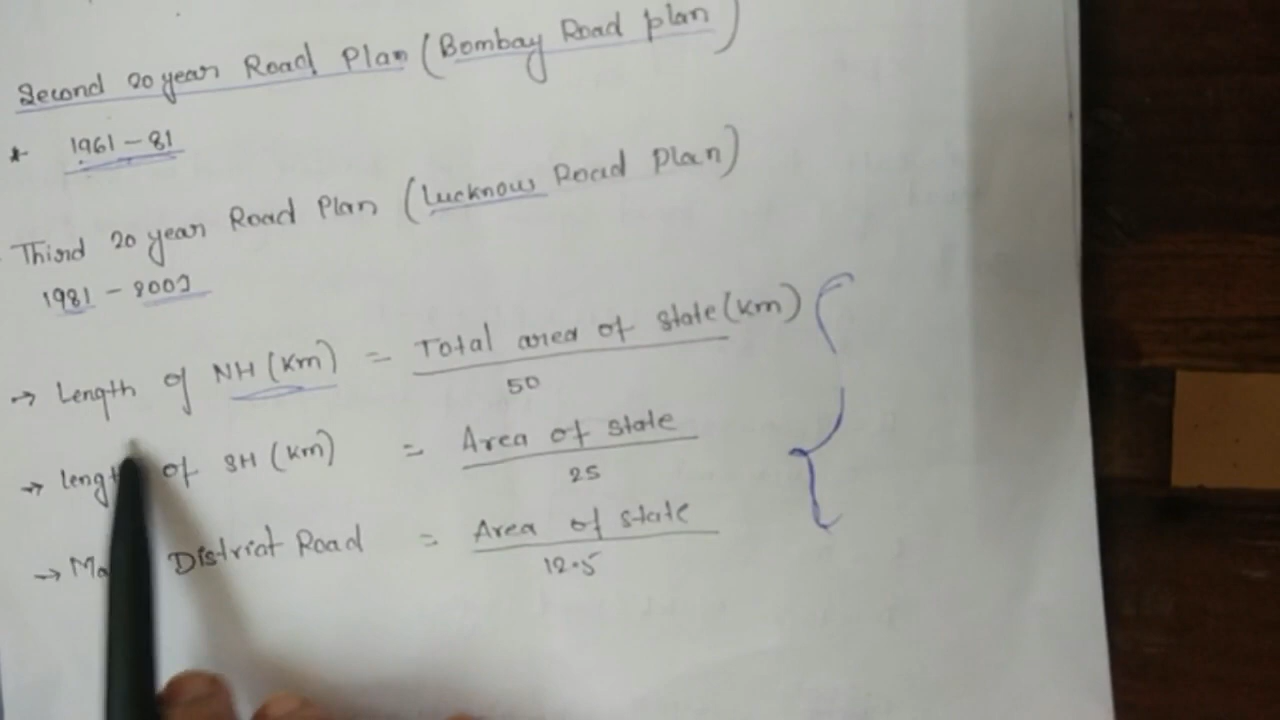 Second 20 year Road Plan (Bombay Road plan)
* 1961 - 81
Third 20 year Road Plan (Lucknow Road Plan)
1981 - 2001
→ Length of NH (Km) = Total area of state (Km)
50
→ length of SH (Km) = Area of state
25
→ Ma District Road = Area of state
12.5